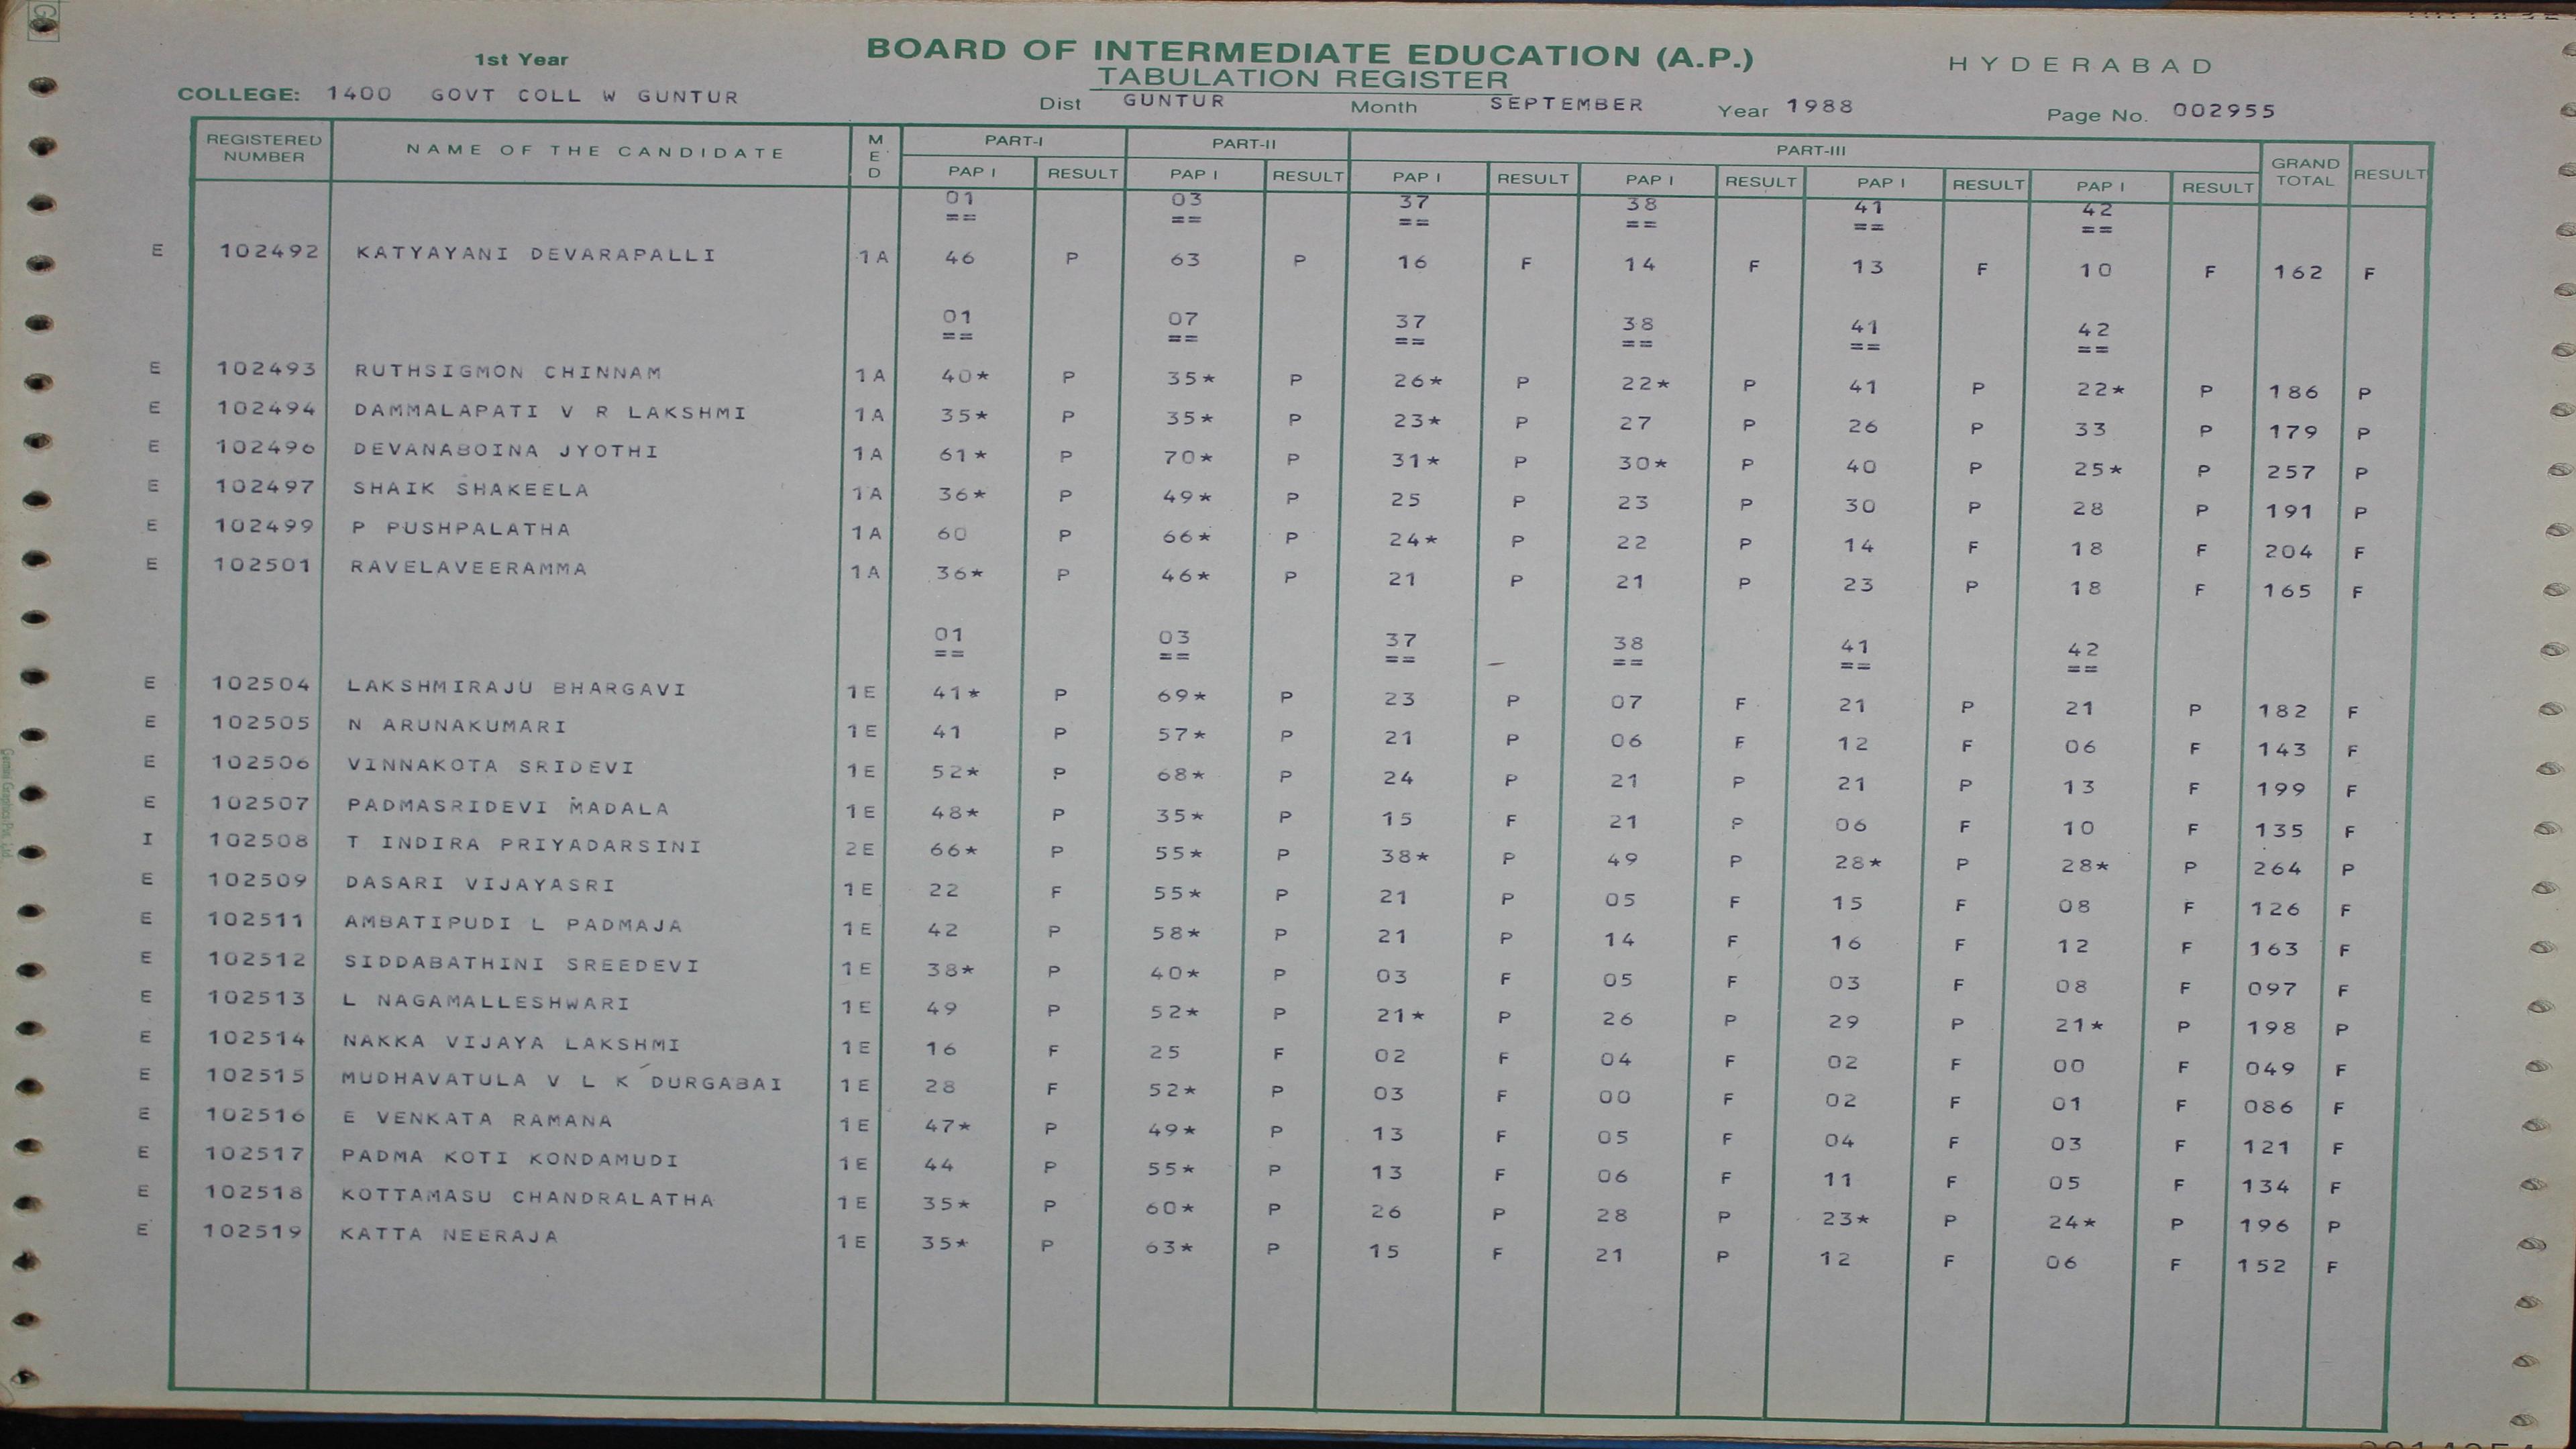 1st Year BOARD OF INTERMEDIATE EDUCATION (A.P.) HYDERABAD
TABULATION REGISTER
COLLEGE: 1400 GOVT COLL W GUNTUR Dist GUNTUR Month SEPTEMBER Year 1988 Page No. 002955
REGISTERED NUMBER NAME OF THE CANDIDATE MED PART-I PART-II PART-III GRAND TOTAL RESULT
PAP I RESULT PAP I RESULT PAP I RESULT PAP I RESULT PAP I RESULT PAP I RESULT
01 03 37 38 41 42
== == == == == ==
E 102492 KATYAYANI DEVARAPALLI 1A 46 P 63 P 16 F 14 F 13 F 10 F 162 F
01 07 37 38 41 42
== == == == == ==
E 102493 RUTHSIGMON CHINNAM 1A 40* P 35* P 26* P 22* P 41 P 22* P 186 P
E 102494 DAMMALAPATI V R LAKSHMI 1A 35* P 35* P 23* P 27 P 26 P 33 P 179 P
E 102496 DEVANABOINA JYOTHI 1A 61* P 70* P 31* P 30* P 40 P 25* P 257 P
E 102497 SHAIK SHAKEELA 1A 36* P 49* P 25 P 23 P 30 P 28 P 191 P
E 102499 P PUSHPALATHA 1A 60 P 66* P 24* P 22 P 14 F 18 F 204 F
E 102501 RAVELAVEERAMMA 1A 36* P 46* P 21 P 21 P 23 P 18 F 165 F
01 03 37 38 41 42
== == == == == ==
E 102504 LAKSHMIRAJU BHARGAVI 1E 41* P 69* P 23 P 07 F 21 P 21 P 182 F
E 102505 N ARUNAKUMARI 1E 41 P 57* P 21 P 06 F 12 F 06 F 143 F
E 102506 VINNAKOTA SRIDEVI 1E 52* P 68* P 24 P 21 P 21 P 13 F 199 F
E 102507 PADMASRIDEVI MADALA 1E 48* P 35* P 15 F 21 P 06 F 10 F 135 F
I 102508 T INDIRA PRIYADARSINI 2E 66* P 55* P 38* P 49 P 28* P 28* P 264 P
E 102509 DASARI VIJAYASRI 1E 22 F 55* P 21 P 05 F 15 F 08 F 126 F
E 102511 AMBATIPUDI L PADMAJA 1E 42 P 58* P 21 P 14 F 16 F 12 F 163 F
E 102512 SIDDABATHINI SREEDEVI 1E 38* P 40* P 03 F 05 F 03 F 08 F 097 F
E 102513 L NAGAMALLESHWARI 1E 49 P 52* P 21* P 26 P 29 P 21* P 198 P
E 102514 NAKKA VIJAYA LAKSHMI 1E 16 F 25 F 02 F 04 F 02 F 00 F 049 F
E 102515 MUDHAVATULA V L K DURGABAI 1E 28 F 52* P 03 F 00 F 02 F 01 F 086 F
E 102516 E VENKATA RAMANA 1E 47* P 49* P 13 F 05 F 04 F 03 F 121 F
E 102517 PADMA KOTI KONDAMUDI 1E 44 P 55* P 13 F 06 F 11 F 05 F 134 F
E 102518 KOTTAMASU CHANDRALATHA 1E 35* P 60* P 26 P 28 P 23* P 24* P 196 P
E 102519 KATTA NEERAJA 1E 35* P 63* P 15 F 21 P 12 F 06 F 152 F